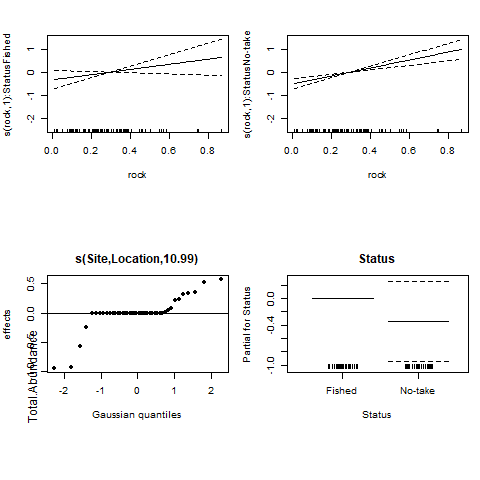 s(rock,1):StatusFished
1
0
-1
-2
0.0 0.2 0.4 0.6 0.8
rock
s(rock,1):StatusNo-take
1
0
-1
-2
0.0 0.2 0.4 0.6 0.8
rock
s(Site,Location,10.99)
effects
Total.Abundance
0.5
0.0
-1.0
-2 -1 0 1 2
Gaussian quantiles
Status
Partial for Status
0.0
-0.4
-1.0
Fished No-take
Status